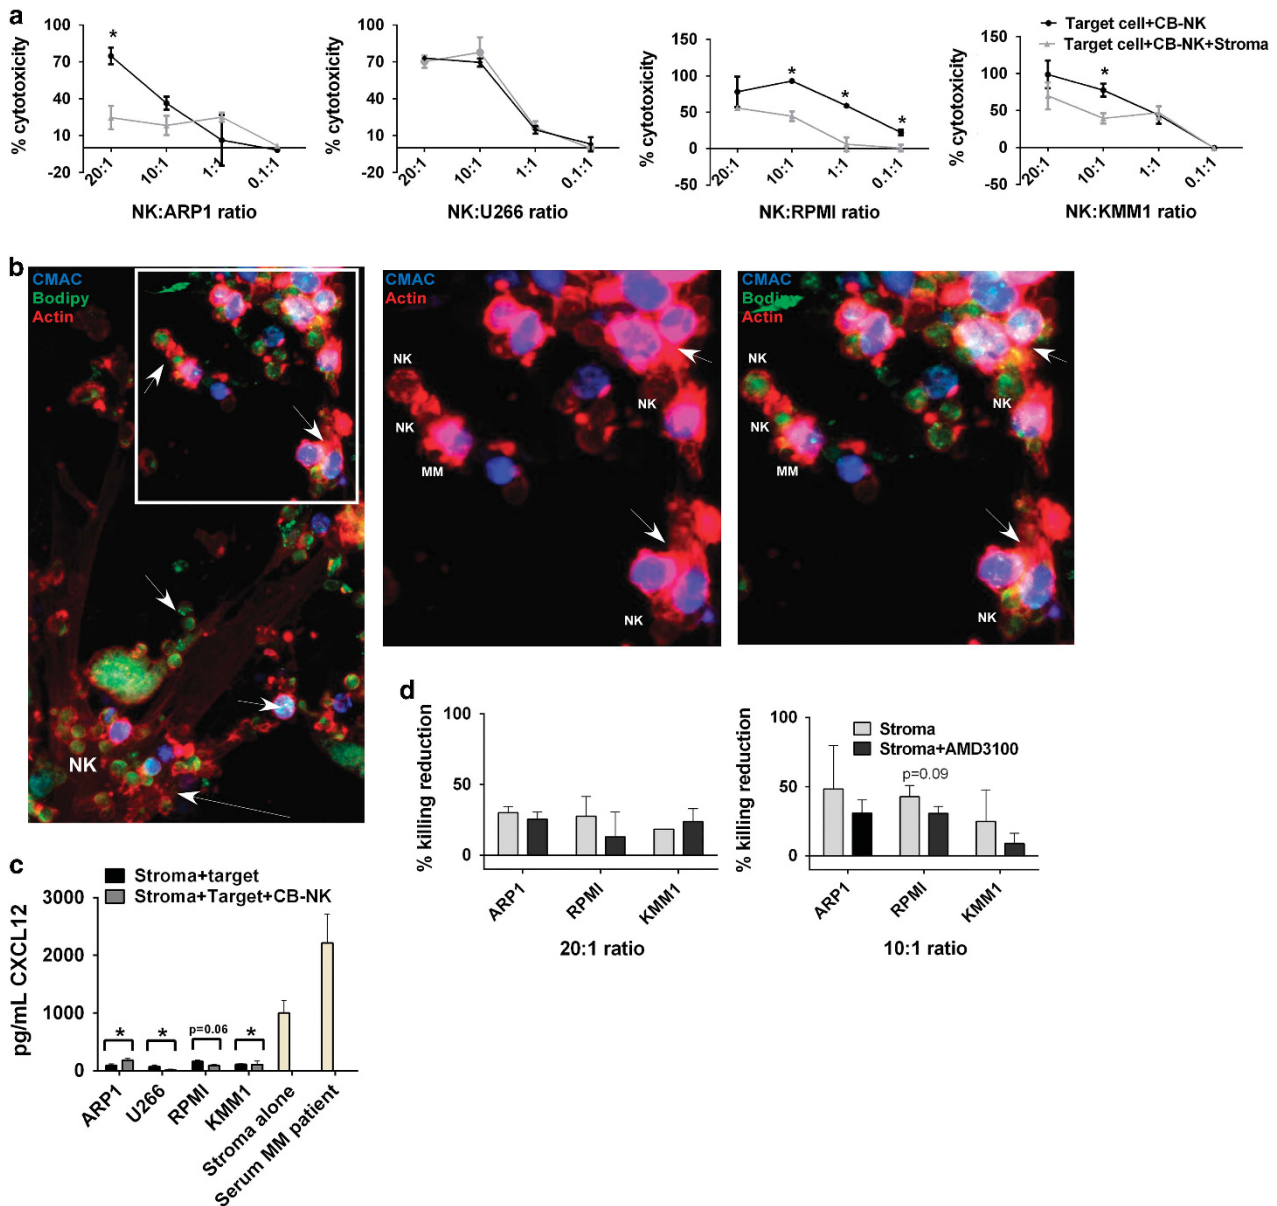 a
100
70
40
10
-20
% cytotoxicity
*
20:1
10:1
1:1
0.1:1
NK:ARP1 ratio
100
70
40
10
-20
% cytotoxicity
20:1
10:1
1:1
0.1:1
NK:U266 ratio
150
100
50
0
-50
% cytotoxicity
*
*
*
20:1
10:1
1:1
0.1:1
NK:RPMI ratio
Target cell+CB-NK
Target cell+CB-NK+Stroma
150
100
50
0
-50
% cytotoxicity
*
20:1
10:1
1:1
0.1:1
NK:KMM1 ratio
b
CMAC
Bodipy
Actin
NK
CMAC
Actin
NK
NK
NK
MM
NK
CMAC
Bodipy
Actin
NK
NK
NK
MM
NK
c
Stroma+target
Stroma+Target+CB-NK
3000
2000
1000
0
pg/mL CXCL12
*
*
p=0.06
*
ARP1
U266
RPMI
KMM1
Stroma alone
Serum MM patient
d
100
50
0
% killing reduction
ARP1
RPMI
KMM1
20:1 ratio
100
50
0
% killing reduction
Stroma
Stroma+AMD3100
p=0.09
ARP1
RPMI
KMM1
10:1 ratio